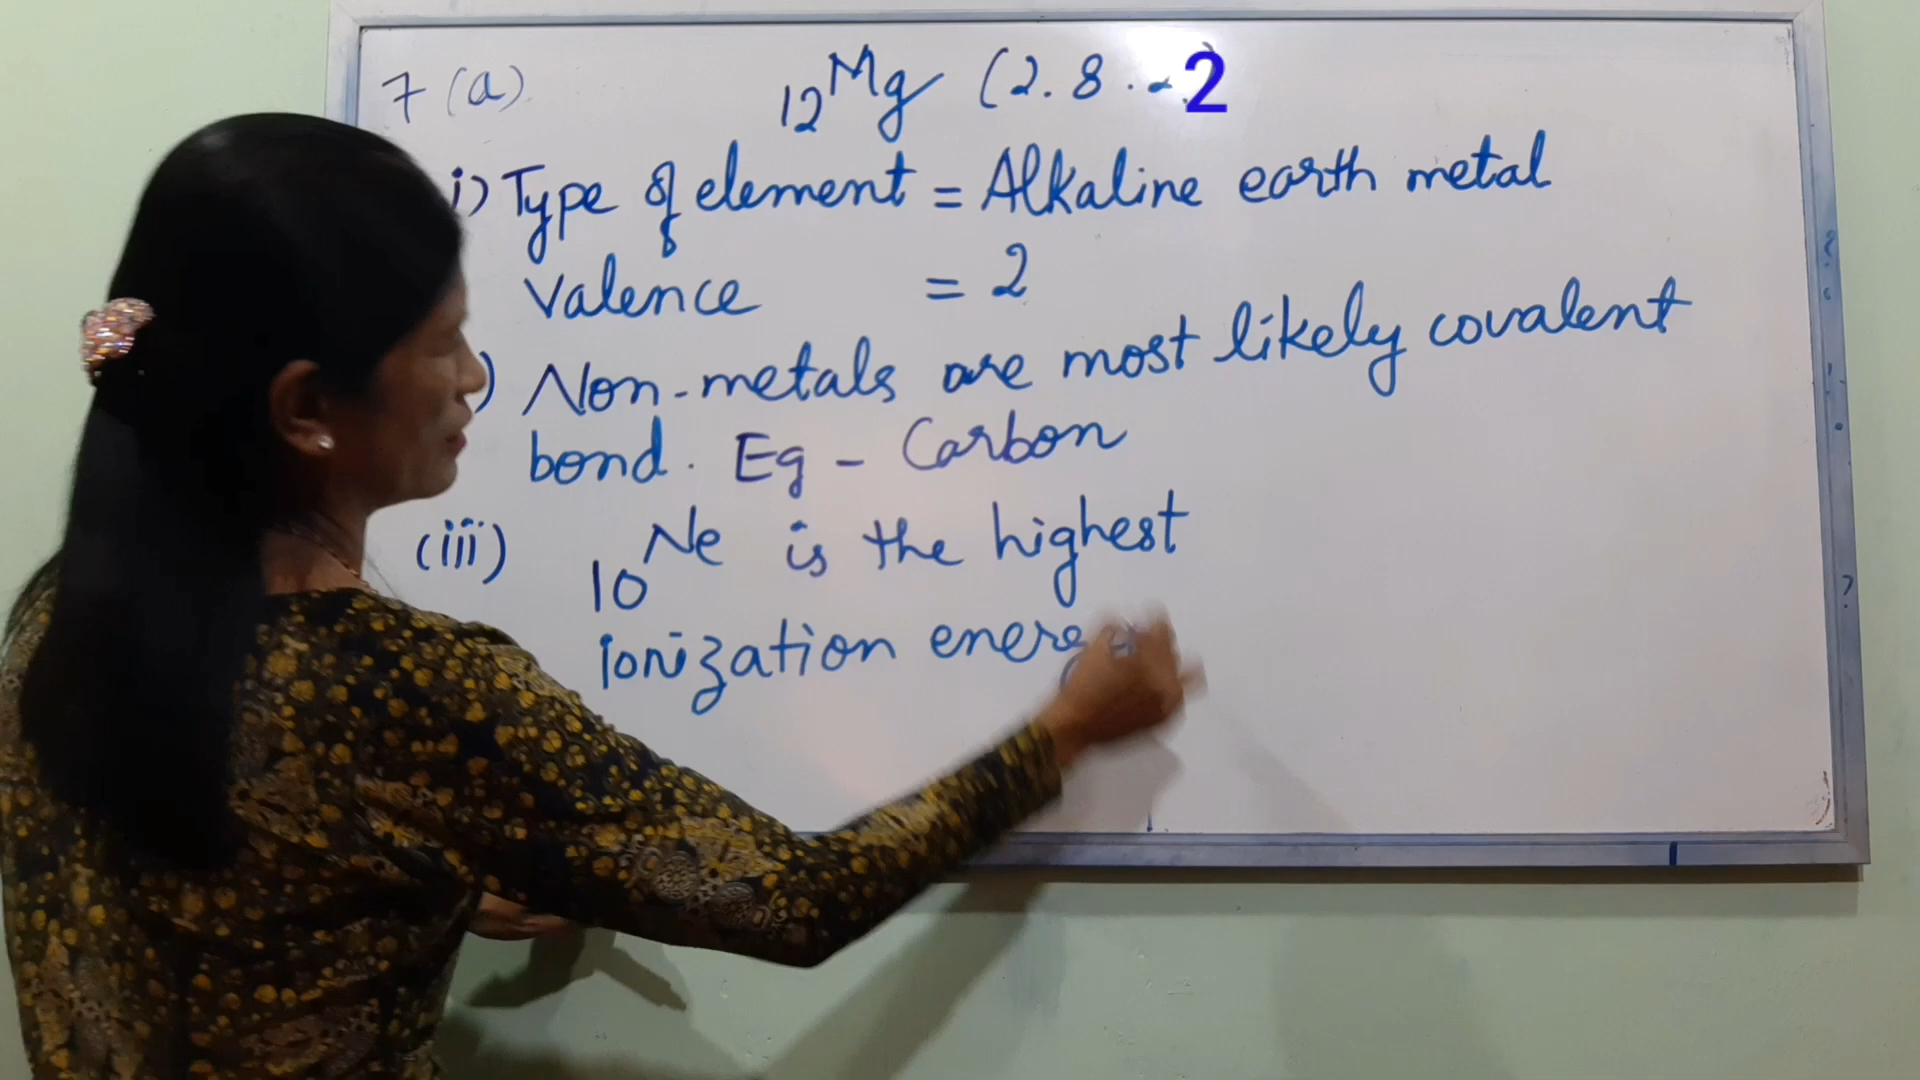 7 (a) 12Mg (2.8.2
i) Type of element = Alkaline earth metal
Valence = 2
) Non-metals are most likely covalent
bond. Eg - Carbon
(iii) 10Ne is the highest
ionization energy